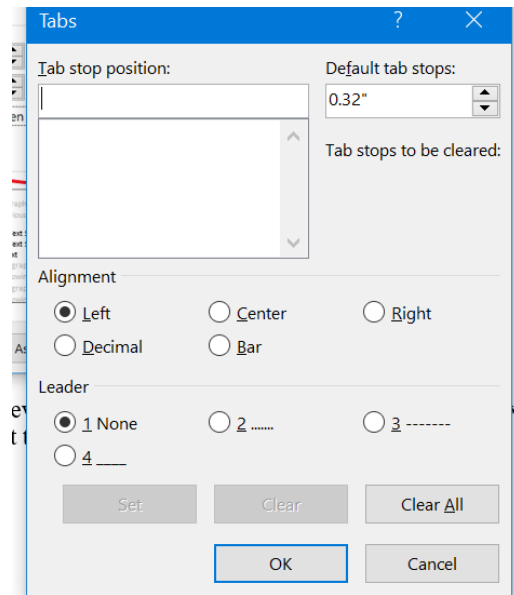 Tabs ? ×
Tab stop position: Default tab stops:
0.32"
Tab stops to be cleared:
Alignment
Left Center Right
Decimal Bar
Leader
1 None 2 ...... 3 -------
4 ____
Set Clear Clear All
OK Cancel